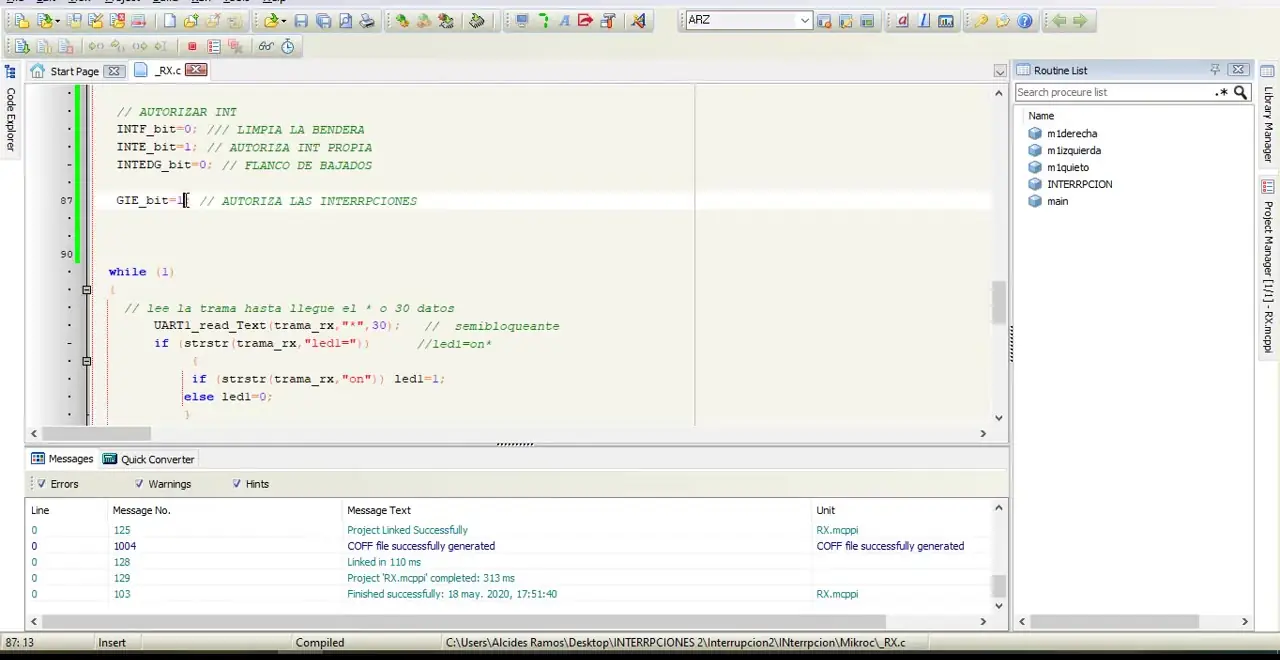 ARZ
Start Page
_RX.c
Code Explorer
// AUTORIZAR INT
INTF_bit=0; /// LIMPIA LA BENDERA
INTE_bit=1; // AUTORIZA INT PROPIA
INTEDG_bit=0; // FLANCO DE BAJADOS
87 GIE_bit=1; // AUTORIZA LAS INTERRPCIONES
90
while (1)
{
// lee la trama hasta llegue el * o 30 datos
UART1_read_Text(trama_rx,"*",30); // semibloqueante
if (strstr(trama_rx,"led1=")) //led1=on*
{
if (strstr(trama_rx,"on")) led1=1;
else led1=0;
}
Routine List
Search proceure list .*
Name
m1derecha
m1izquierda
m1quieto
INTERRPCION
main
Library Manager
Project Manager [1/1] - RX.mcppi
Messages Quick Converter
Errors Warnings Hints
Line Message No. Message Text Unit
0 125 Project Linked Successfully RX.mcppi
0 1004 COFF file successfully generated COFF file successfully generated
0 128 Linked in 110 ms
0 129 Project 'RX.mcppi' completed: 313 ms
0 103 Finished successfully: 18 may. 2020, 17:51:40 RX.mcppi
87: 13 Insert Compiled C:\Users\Alcides Ramos\Desktop\INTERRPCIONES 2\Interrupcion2\INterrpcion\Mikroc\_RX.c